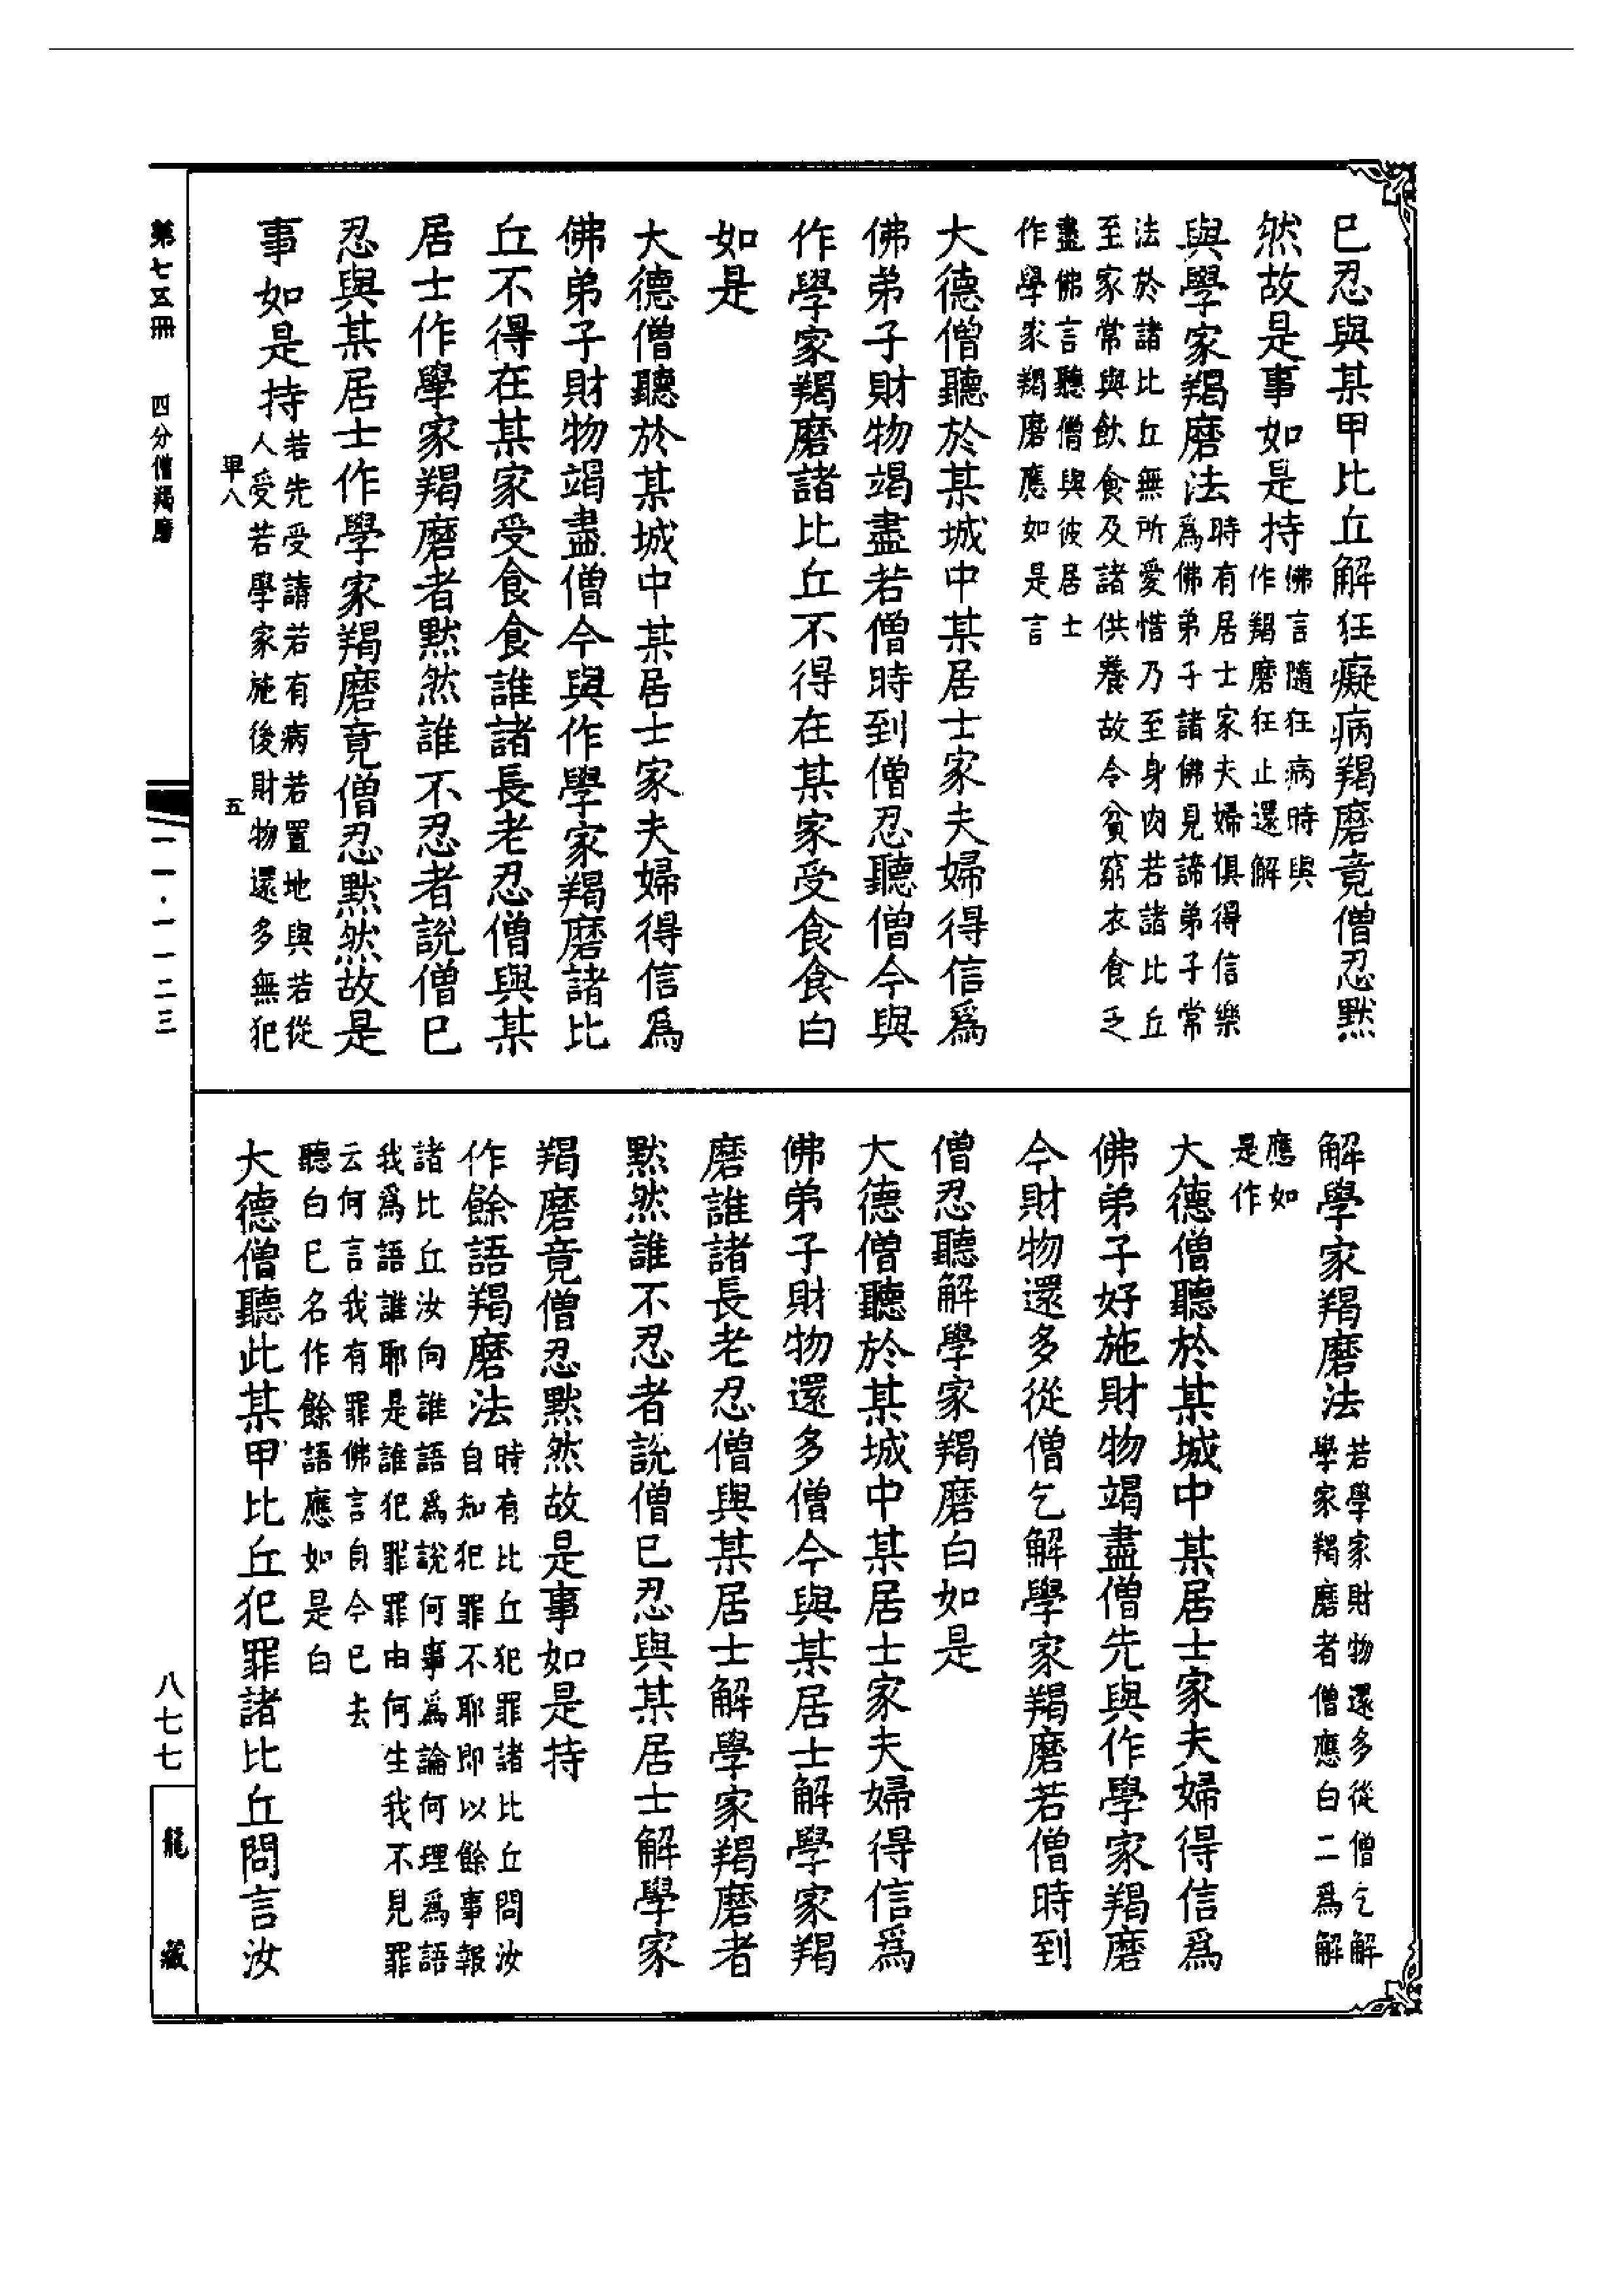 已忍與某甲比丘解狂癡病羯磨竟僧忍默
然故是事如是持佛言隨狂病時與
作羯磨狂止還解
與學家羯磨法時有居士家夫婦俱得信樂
爲佛弟子諸佛見諦弟子常
法於諸比丘無所愛惜乃至身肉若諸比丘
至家常與飲食及諸供養故令貧窮衣食乏
盡佛言聽僧與彼居士
作學家羯磨應如是言
大德僧聽於某城中某居士家夫婦得信爲
佛弟子財物竭盡若僧時到僧忍聽僧今與
作學家羯磨諸比丘不得在某家受食食白
如是
大德僧聽於某城中某居士家夫婦得信爲
佛弟子財物竭盡僧今與作學家羯磨諸比
丘不得在某家受食食誰諸長老忍僧與某
居士作學家羯磨者默然誰不忍者說僧已
忍與某居士作學家羯磨竟僧忍默然故是
事如是持若先受請若有病若置地與若從
人受若學家施後財物還多無犯
解學家羯磨法若學家財物還多從僧乞解
學家羯磨者僧應白二爲解
應如
是作
大德僧聽於某城中某居士家夫婦得信爲
佛弟子好施財物竭盡僧先與作學家羯磨
今財物還多從僧乞解學家羯磨若僧時到
僧忍聽解學家羯磨白如是
大德僧聽於某城中某居士家夫婦得信爲
佛弟子財物還多僧今與某居士解學家羯
磨誰諸長老忍僧與某居士解學家羯磨者
默然誰不忍者說僧已忍與某居士解學家
羯磨竟僧忍默然故是事如是持
作餘語羯磨法時有比丘犯罪諸比丘問汝
自知犯罪不耶即以餘事報
諸比丘汝向誰語爲說何事爲論何理爲語
我爲語誰耶是誰犯罪罪由何生我不見罪
云何言我有罪佛言自今已去
聽白已名作餘語應如是白
大德僧聽此某甲比丘犯罪諸比丘問言汝
第七五冊 四分僧羯磨
單八 五
一一·一一二三
八七七
龍藏